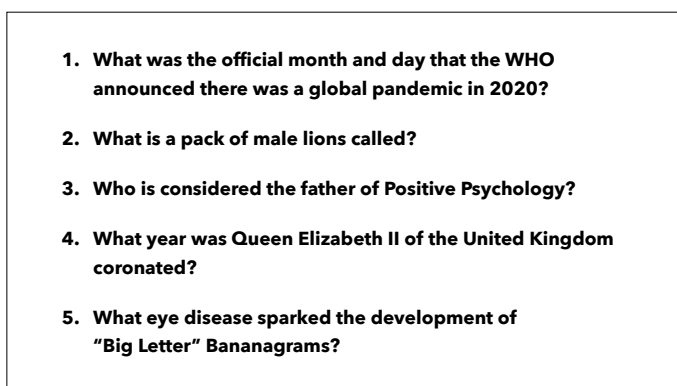 1. What was the official month and day that the WHO
announced there was a global pandemic in 2020?
2. What is a pack of male lions called?
3. Who is considered the father of Positive Psychology?
4. What year was Queen Elizabeth II of the United Kingdom
coronated?
5. What eye disease sparked the development of
“Big Letter” Bananagrams?